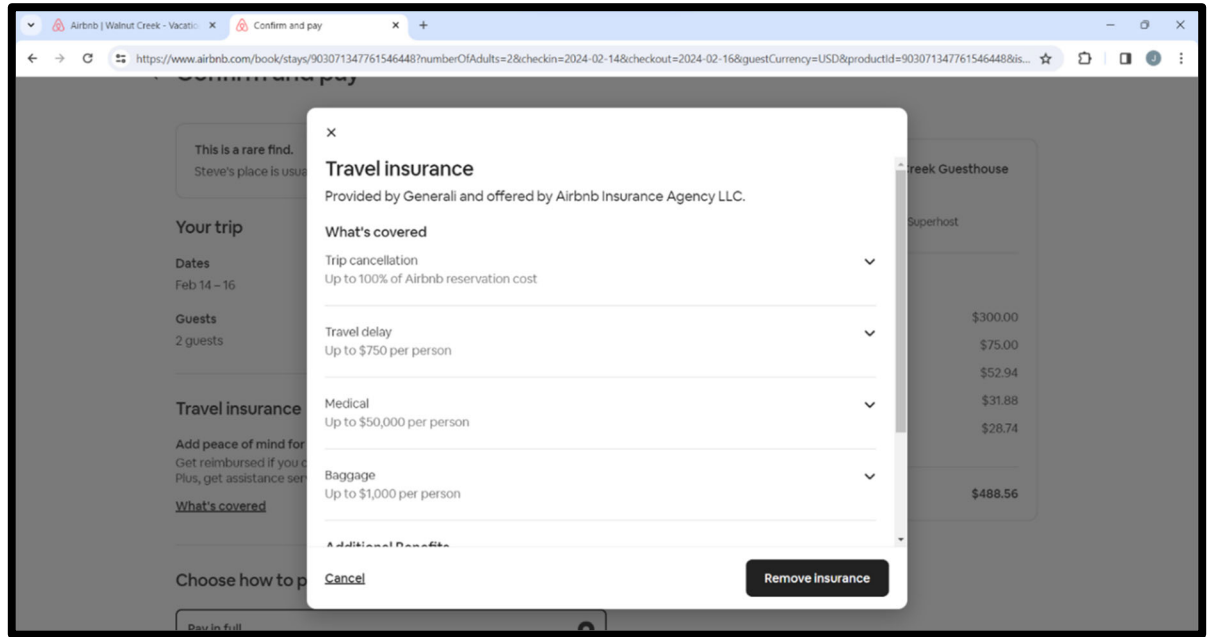 Airbnb | Walnut Creek - Vacatio
Confirm and pay
https://www.airbnb.com/book/stays/903071347761546448?numberOfAdults=2&checkin=2024-02-14&checkout=2024-02-16&guestCurrency=USD&productId=903071347761546448&is...
J
Confirm and pay
This is a rare find.
Steve's place is usua
Your trip
Dates
Feb 14 – 16
Guests
2 guests
Travel insurance
Add peace of mind for
Get reimbursed if you c
Plus, get assistance ser
What's covered
Choose how to p
Pay in full
Travel insurance
Provided by Generali and offered by Airbnb Insurance Agency LLC.
What's covered
Trip cancellation
Up to 100% of Airbnb reservation cost
Travel delay
Up to $750 per person
Medical
Up to $50,000 per person
Baggage
Up to $1,000 per person
Additional Benefits
Cancel
Remove insurance
Creek Guesthouse
Superhost
$300.00
$75.00
$52.94
$31.88
$28.74
$488.56